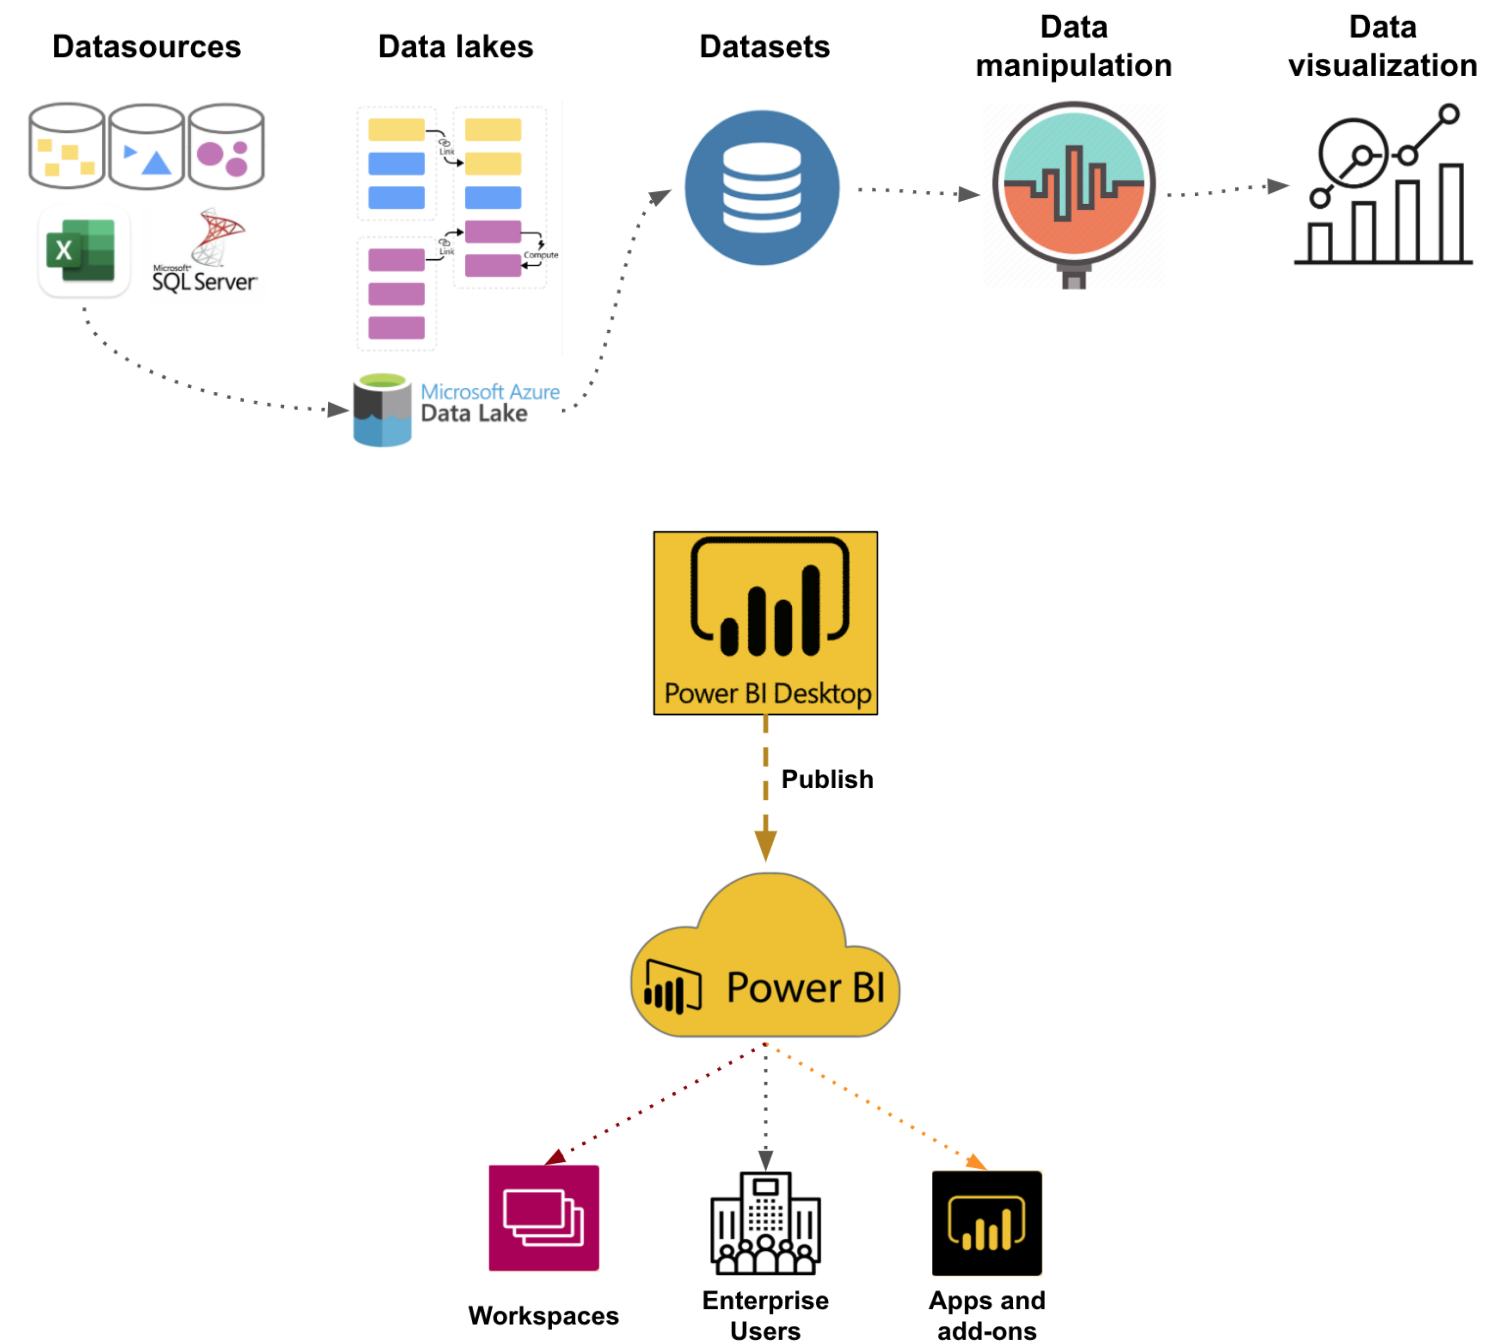 Datasources
Data lakes
Datasets
Data
manipulation
Data
visualization
Link
Link
Compute
X
Microsoft®
SQL Server
Microsoft Azure
Data Lake
Power BI Desktop
Publish
Power BI
Workspaces
Enterprise
Users
Apps and
add-ons